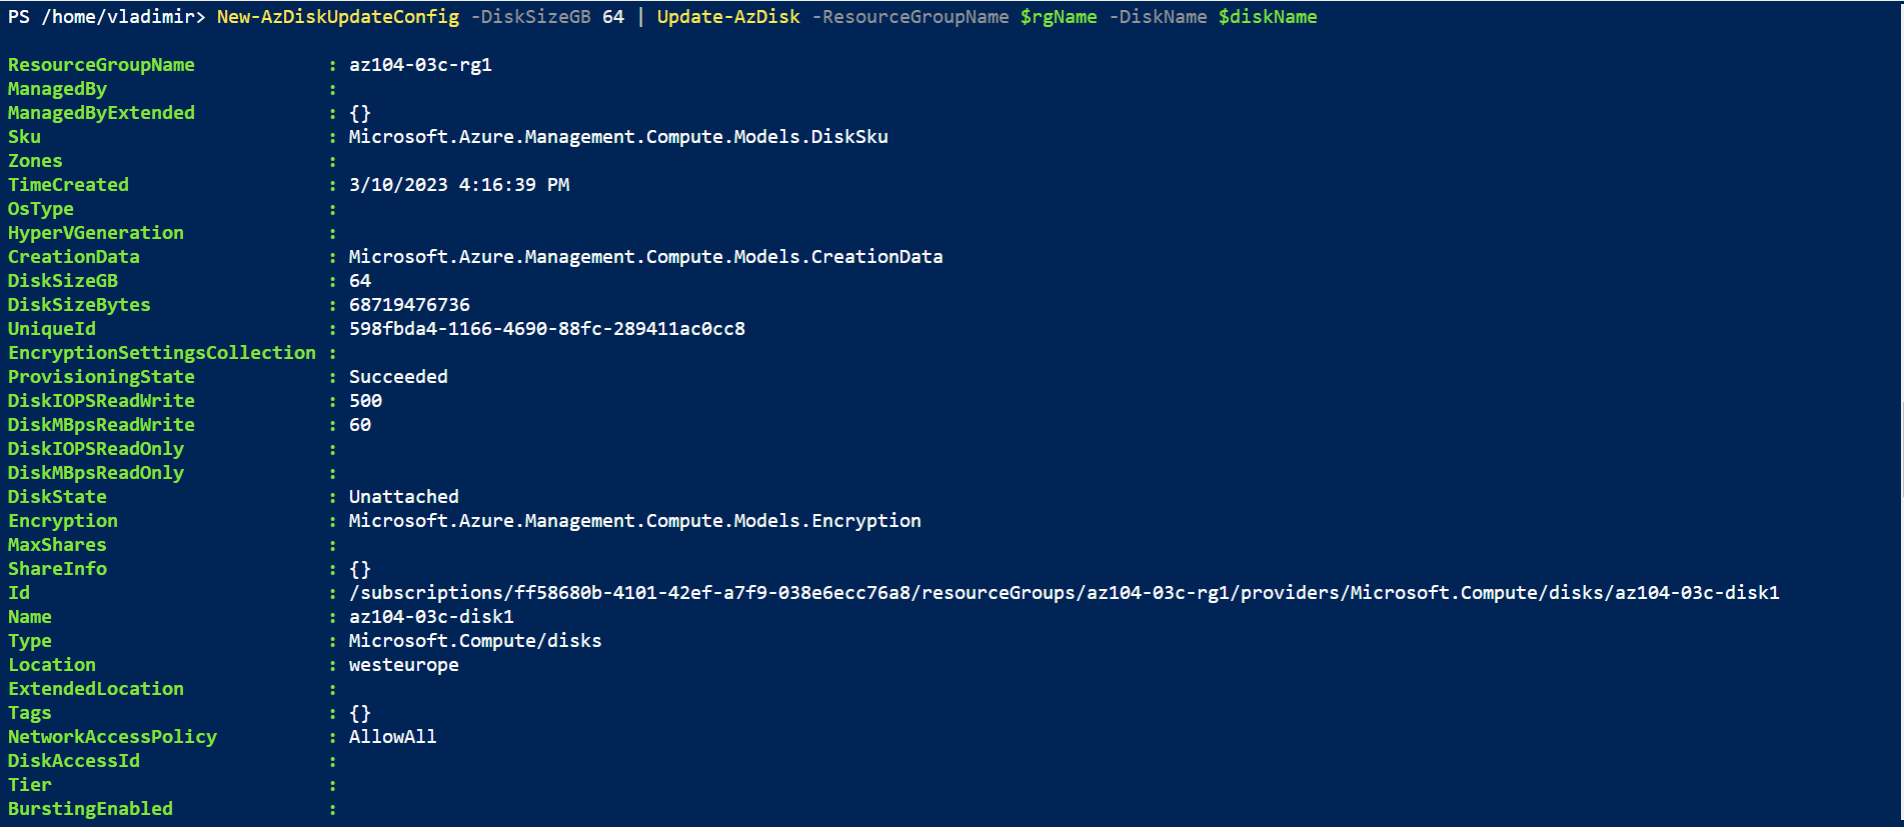 PS /home/vladimir> New-AzDiskUpdateConfig -DiskSizeGB 64 | Update-AzDisk -ResourceGroupName $rgName -DiskName $diskName
ResourceGroupName : az104-03c-rg1
ManagedBy :
ManagedByExtended : {}
Sku : Microsoft.Azure.Management.Compute.Models.DiskSku
Zones :
TimeCreated : 3/10/2023 4:16:39 PM
OsType :
HyperVGeneration :
CreationData : Microsoft.Azure.Management.Compute.Models.CreationData
DiskSizeGB : 64
DiskSizeBytes : 68719476736
UniqueId : 598fbda4-1166-4690-88fc-289411ac0cc8
EncryptionSettingsCollection :
ProvisioningState : Succeeded
DiskIOPSReadWrite : 500
DiskMBpsReadWrite : 60
DiskIOPSReadOnly :
DiskMBpsReadOnly :
DiskState : Unattached
Encryption : Microsoft.Azure.Management.Compute.Models.Encryption
MaxShares :
ShareInfo : {}
Id : /subscriptions/ff58680b-4101-42ef-a7f9-038e6ecc76a8/resourceGroups/az104-03c-rg1/providers/Microsoft.Compute/disks/az104-03c-disk1
Name : az104-03c-disk1
Type : Microsoft.Compute/disks
Location : westeurope
ExtendedLocation :
Tags : {}
NetworkAccessPolicy : AllowAll
DiskAccessId :
Tier :
BurstingEnabled :